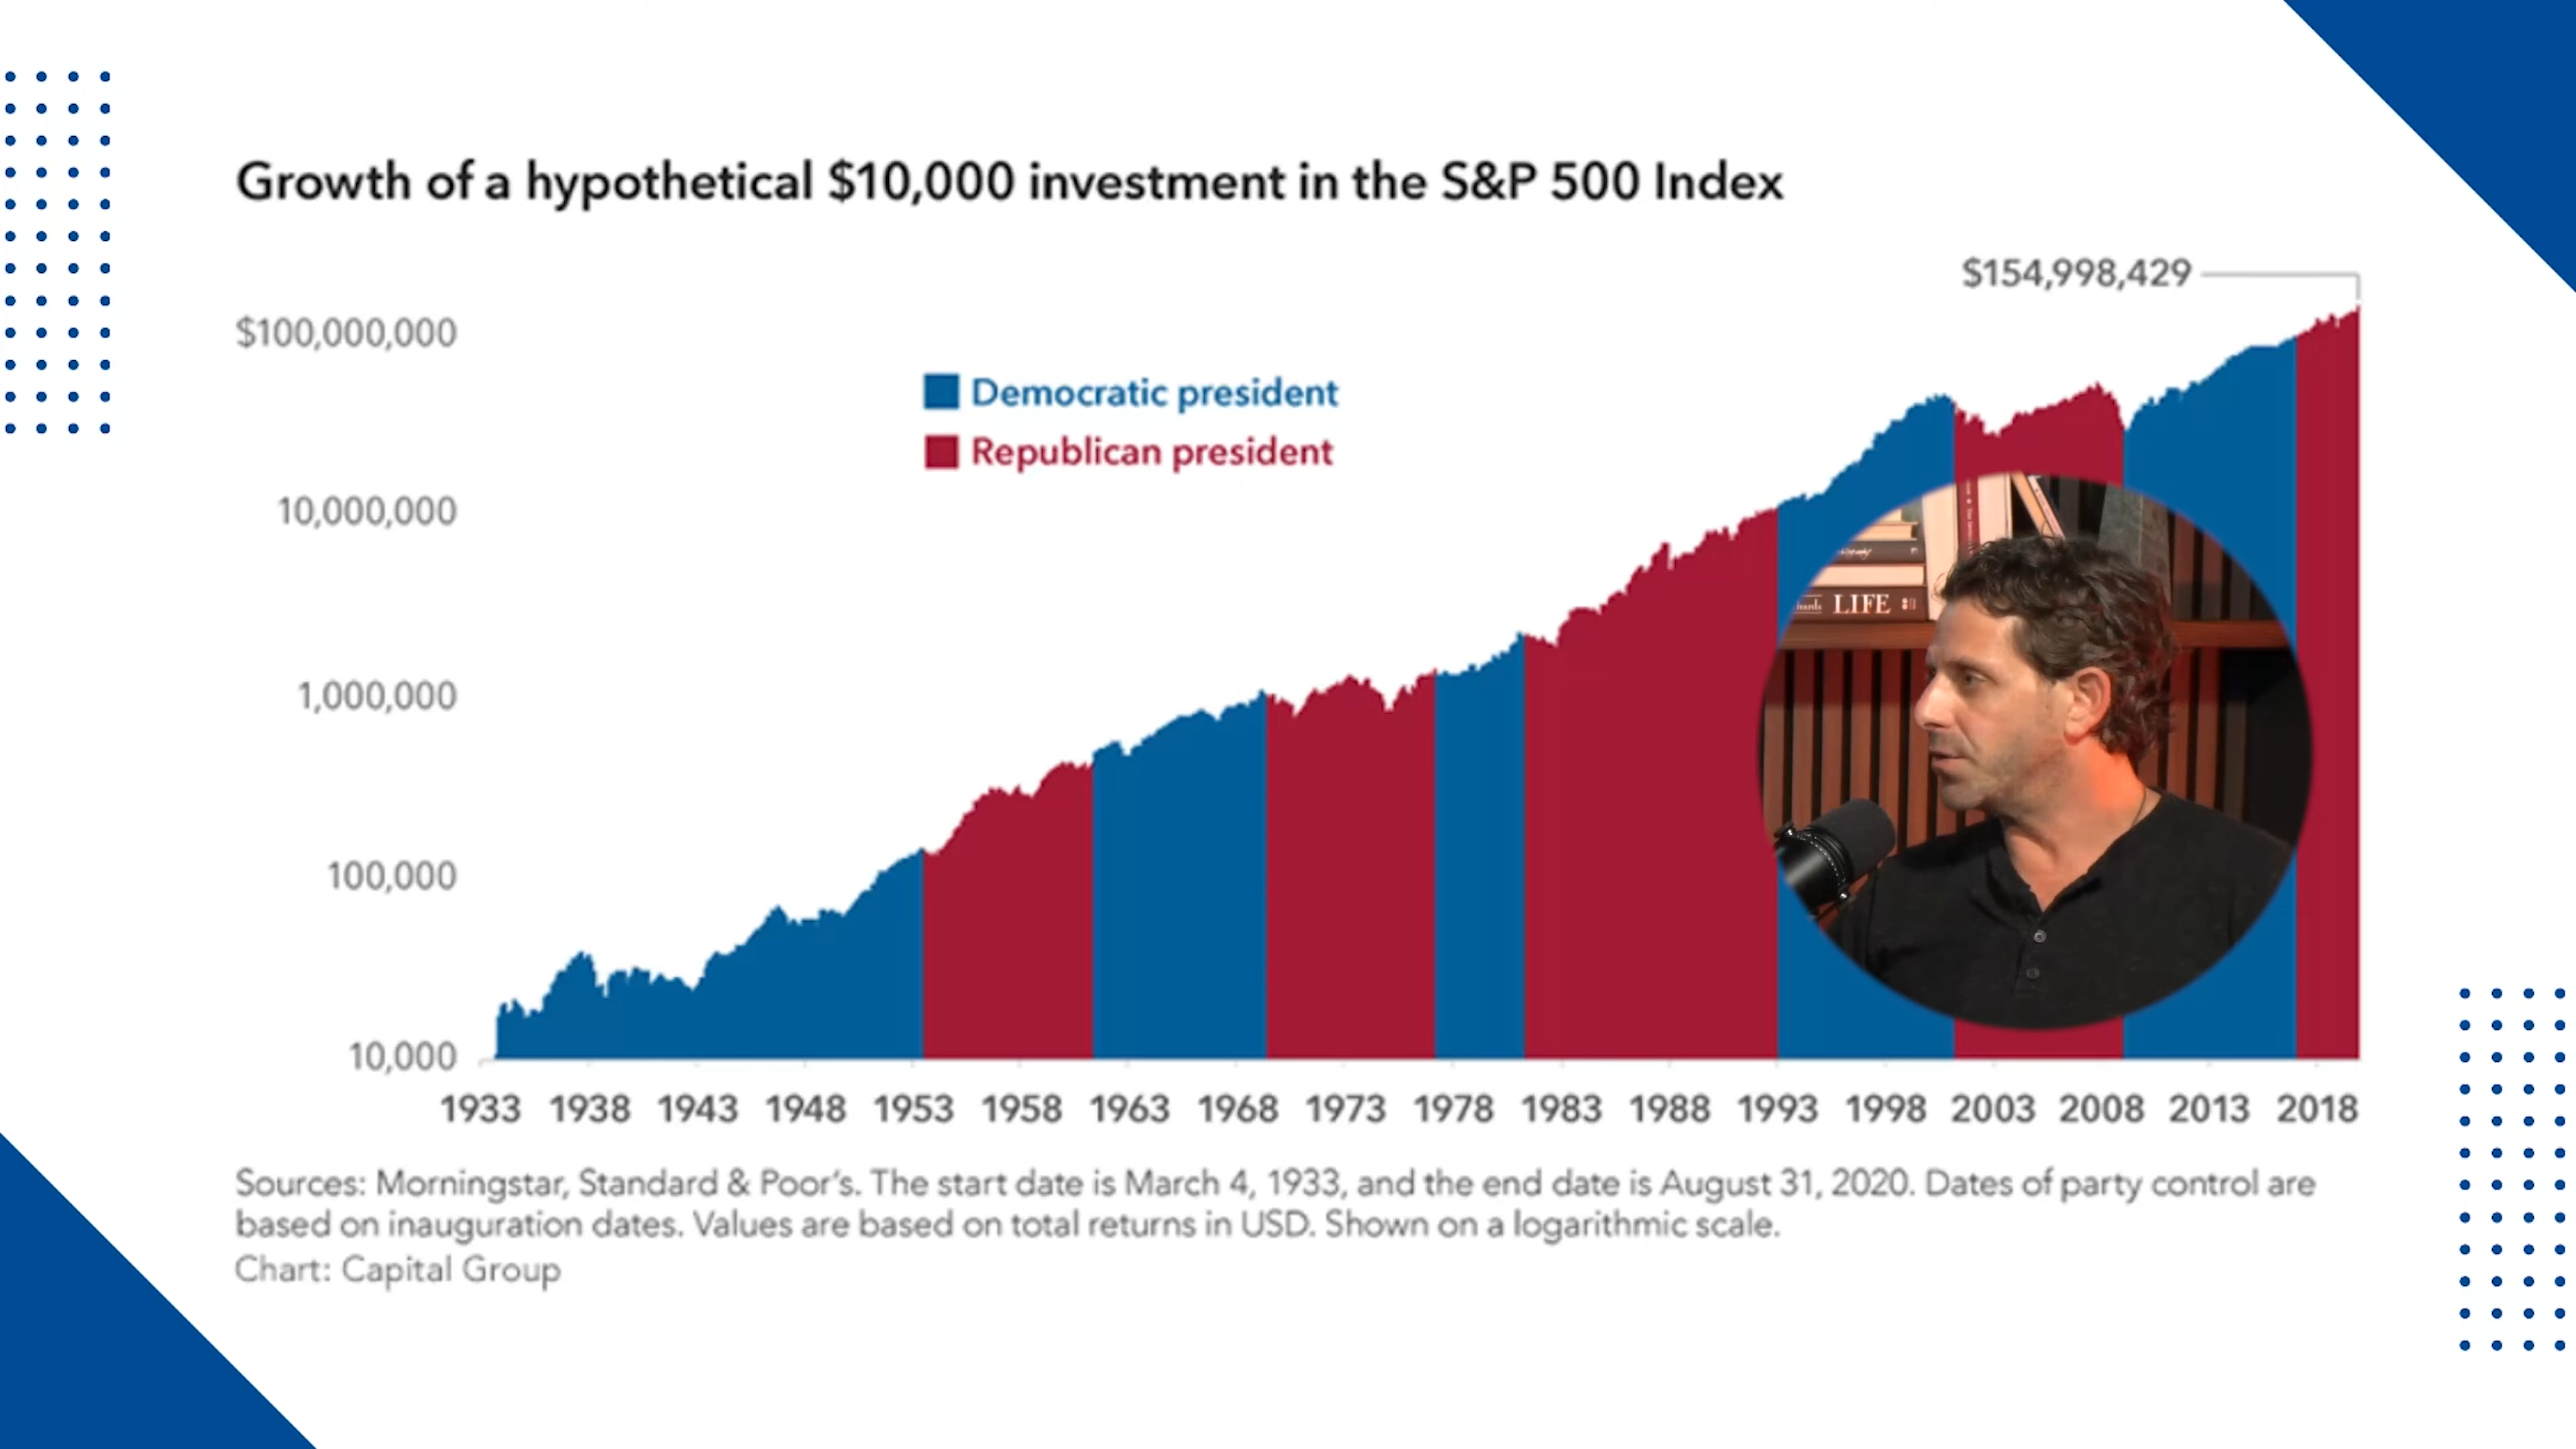 Growth of a hypothetical $10,000 investment in the S&P 500 Index
$154,998,429
$100,000,000
Democratic president
Republican president
10,000,000
LIFE
1,000,000
100,000
10,000
1933 1938 1943 1948 1953 1958 1963 1968 1973 1978 1983 1988 1993 1998 2003 2008 2013 2018
Sources: Morningstar, Standard & Poor's. The start date is March 4, 1933, and the end date is August 31, 2020. Dates of party control are
based on inauguration dates. Values are based on total returns in USD. Shown on a logarithmic scale.
Chart: Capital Group